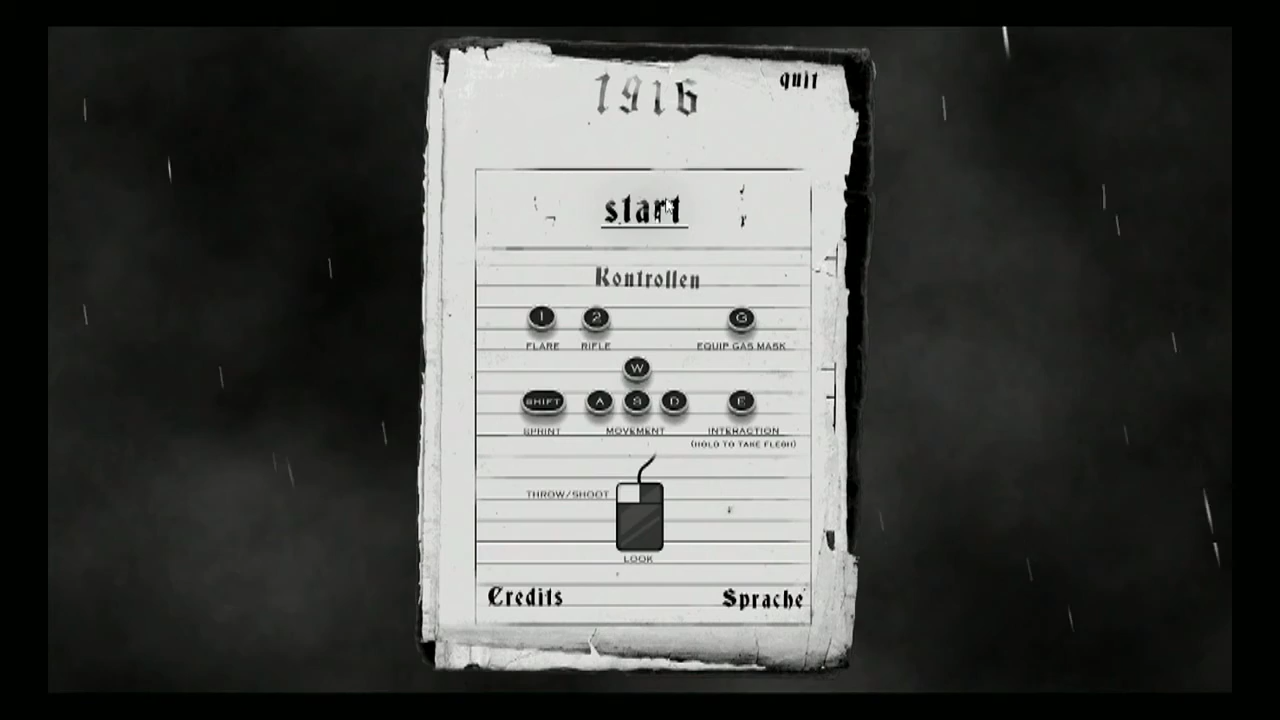 1916
quit
start
Kontrollen
1 2 G
FLARE RIFLE EQUIP GAS MASK
W
SHIFT A S D E
SPRINT MOVEMENT INTERACTION
(HOLD TO TAKE FLESH)
THROW/SHOOT
LOOK
Credits Sprache